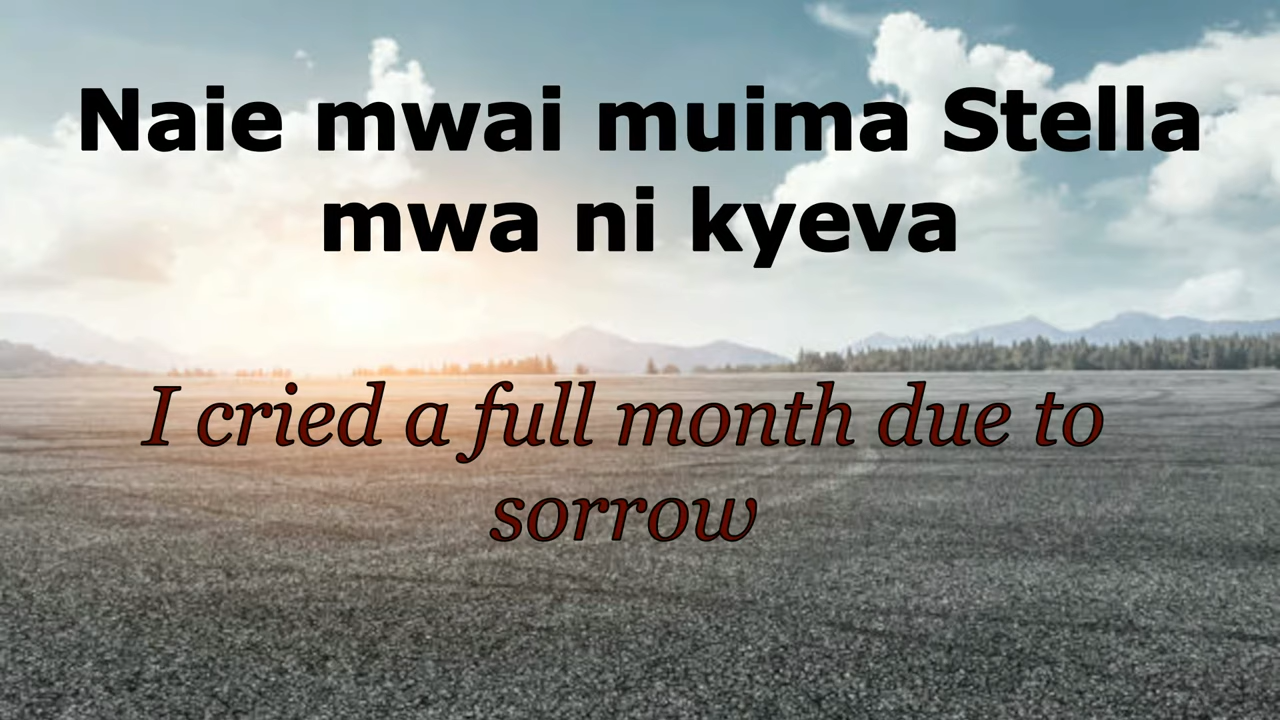 Naie mwai muima Stella
mwa ni kyeva
I cried a full month due to
sorrow